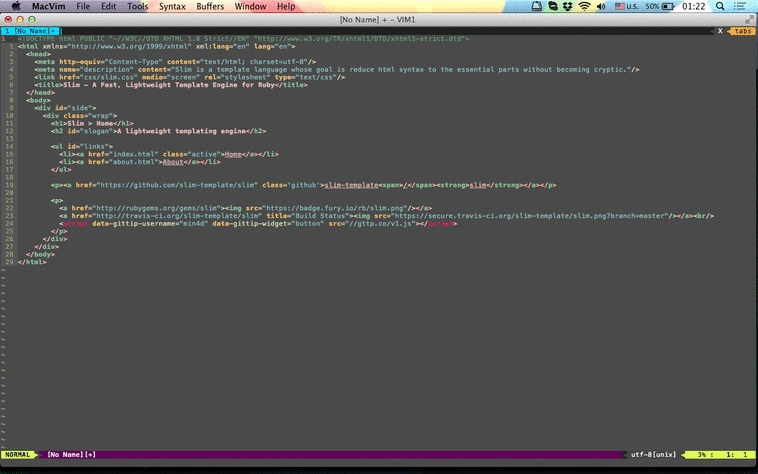 MacVim File Edit Tools Syntax Buffers Window Help U.S. 50% 01:22
[No Name] + - VIM1
1 [No Name]+ X tabs
1 <!DOCTYPE html PUBLIC "-//W3C//DTD XHTML 1.0 Strict//EN" "http://www.w3.org/TR/xhtml1/DTD/xhtml1-strict.dtd">
1 <html xmlns="http://www.w3.org/1999/xhtml" xml:lang="en" lang="en">
2 <head>
3 <meta http-equiv="Content-Type" content="text/html; charset=utf-8"/>
4 <meta name="description" content="Slim is a template language whose goal is reduce html syntax to the essential parts without becoming cryptic."/>
5 <link href="css/slim.css" media="screen" rel="stylesheet" type="text/css"/>
6 <title>Slim - A Fast, Lightweight Template Engine for Ruby</title>
7 </head>
8 <body>
9 <div id="side">
10 <div class="wrap">
11 <h1>Slim > Home</h1>
12 <h2 id="slogan">A lightweight templating engine</h2>
13
14 <ul id="links">
15 <li><a href="index.html" class="active">Home</a></li>
16 <li><a href="about.html">About</a></li>
17 </ul>
18
19 <p><a href="https://github.com/slim-template/slim" class='github'>slim-template<span>/</span><strong>slim</strong></a></p>
20
21 <p>
22 <a href="http://rubygems.org/gems/slim"><img src="https://badge.fury.io/rb/slim.png"/></a>
23 <a href="http://travis-ci.org/slim-template/slim" title="Build Status"><img src="https://secure.travis-ci.org/slim-template/slim.png?branch=master"/></a><br/>
24 <script data-gittip-username="min4d" data-gittip-widget="button" src="//gttp.co/v1.js"></script>
25 </p>
26 </div>
27 </div>
28 </body>
29 </html>
NORMAL [No Name][+] utf-8[unix] 3% : 1: 1